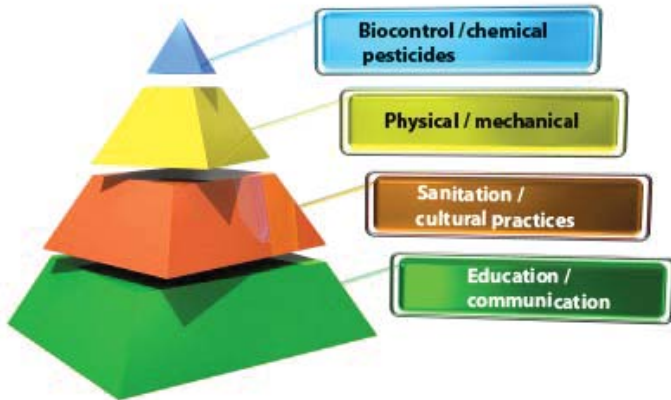 Biocontrol / chemical
pesticides
Physical / mechanical
Sanitation /
cultural practices
Education /
communication